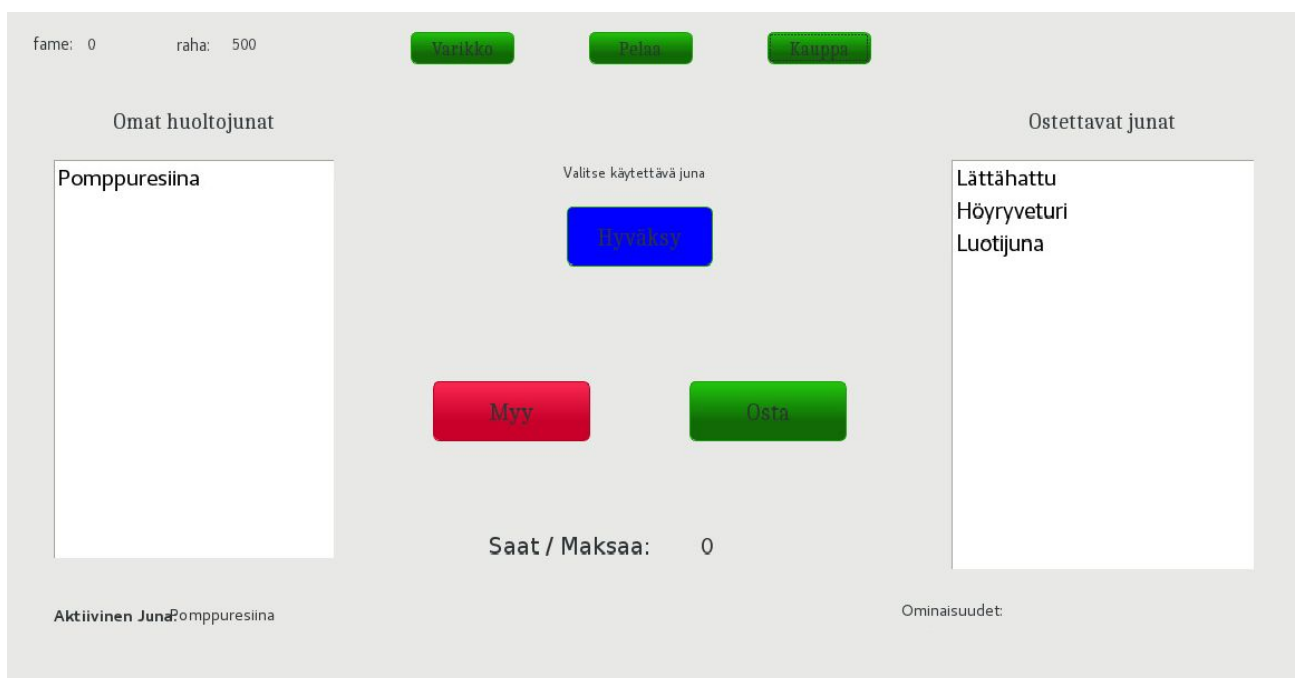 fame: 0 raha: 500 Varikko Pelaa Kauppa
Omat huoltojunat
Ostettavat junat
Pomppuresiina
Valitse käytettävä juna
Hyväksy
Lättähattu
Höyryveturi
Luotijuna
Myy
Osta
Saat / Maksaa: 0
Aktiivinen Juna: Pomppuresiina
Ominaisuudet: